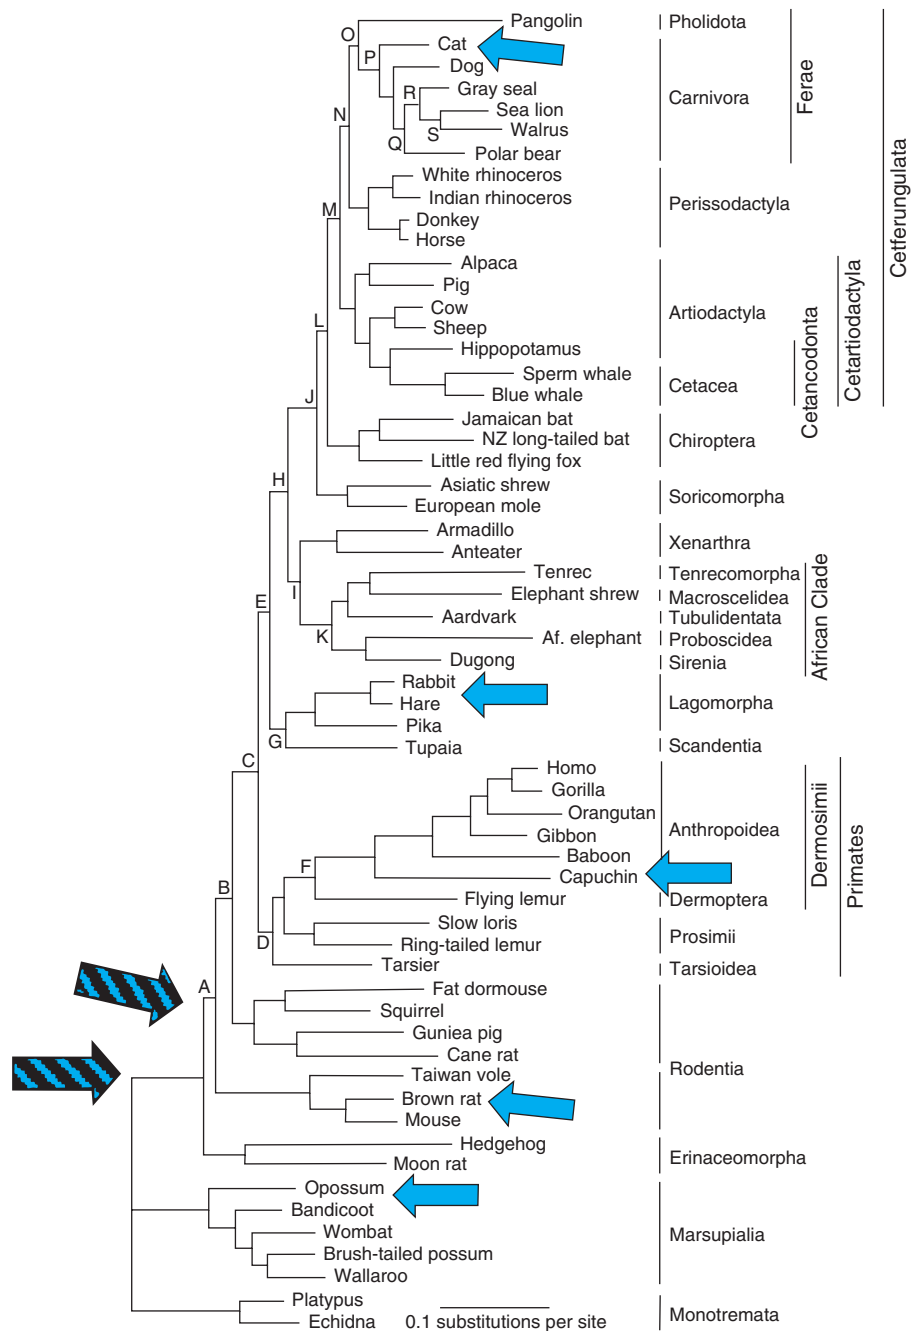 O
Pangolin
Pholidota
P
Cat
Dog
R
Gray seal
Carnivora
Ferae
Sea lion
N
S
Walrus
Q
Polar bear
White rhinoceros
Indian rhinoceros
Perissodactyla
M
Donkey
Horse
Cetferungulata
Alpaca
Pig
Cow
Artiodactyla
Cetartiodactyla
L
Sheep
Hippopotamus
Sperm whale
Cetacea
Cetancodonta
J
Blue whale
Jamaican bat
NZ long-tailed bat
Chiroptera
Little red flying fox
H
Asiatic shrew
Soricomorpha
European mole
Armadillo
Xenarthra
Anteater
Tenrec
Tenrecomorpha
I
Elephant shrew
Macroscelidea
African Clade
E
Aardvark
Tubulidentata
K
Af. elephant
Proboscidea
Dugong
Sirenia
Rabbit
Hare
Lagomorpha
Pika
G
Tupaia
Scandentia
C
Homo
Gorilla
Orangutan
Anthropoidea
Dermosimii
Primates
Gibbon
Baboon
F
Capuchin
B
Flying lemur
Dermoptera
Slow loris
D
Ring-tailed lemur
Prosimii
Tarsier
Tarsioidea
A
Fat dormouse
Squirrel
Guniea pig
Cane rat
Rodentia
Taiwan vole
Brown rat
Mouse
Hedgehog
Erinaceomorpha
Moon rat
Opossum
Bandicoot
Wombat
Marsupialia
Brush-tailed possum
Wallaroo
Platypus
Monotremata
Echidna
0.1 substitutions per site